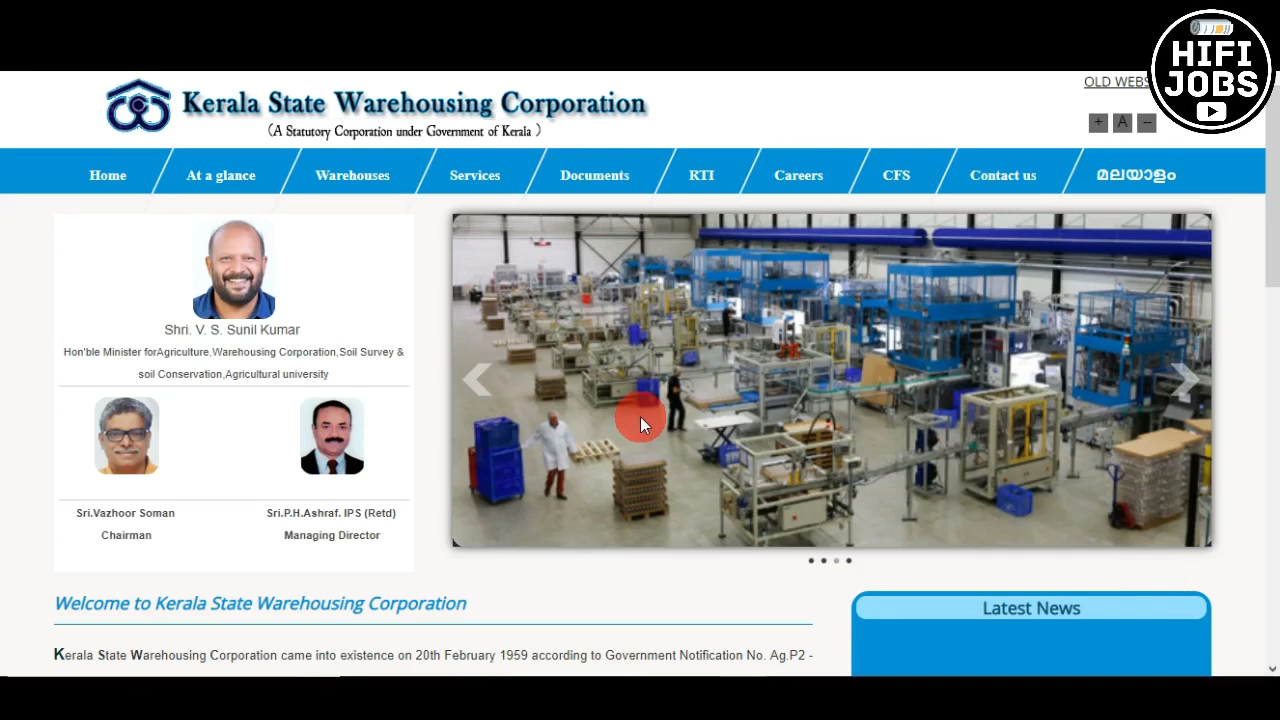 HIFI
JOBS
OLD WEBS
Kerala State Warehousing Corporation
(A Statutory Corporation under Government of Kerala )
+ A --
Home At a glance Warehouses Services Documents RTI Careers CFS Contact us മലയാളം
Shri. V. S. Sunil Kumar
Hon'ble Minister forAgriculture,Warehousing Corporation,Soil Survey &
soil Conservation,Agricultural university
Sri.Vazhoor Soman
Chairman
Sri.P.H.Ashraf. IPS (Retd)
Managing Director
Welcome to Kerala State Warehousing Corporation
Latest News
Kerala State Warehousing Corporation came into existence on 20th February 1959 according to Government Notification No. Ag.P2 -